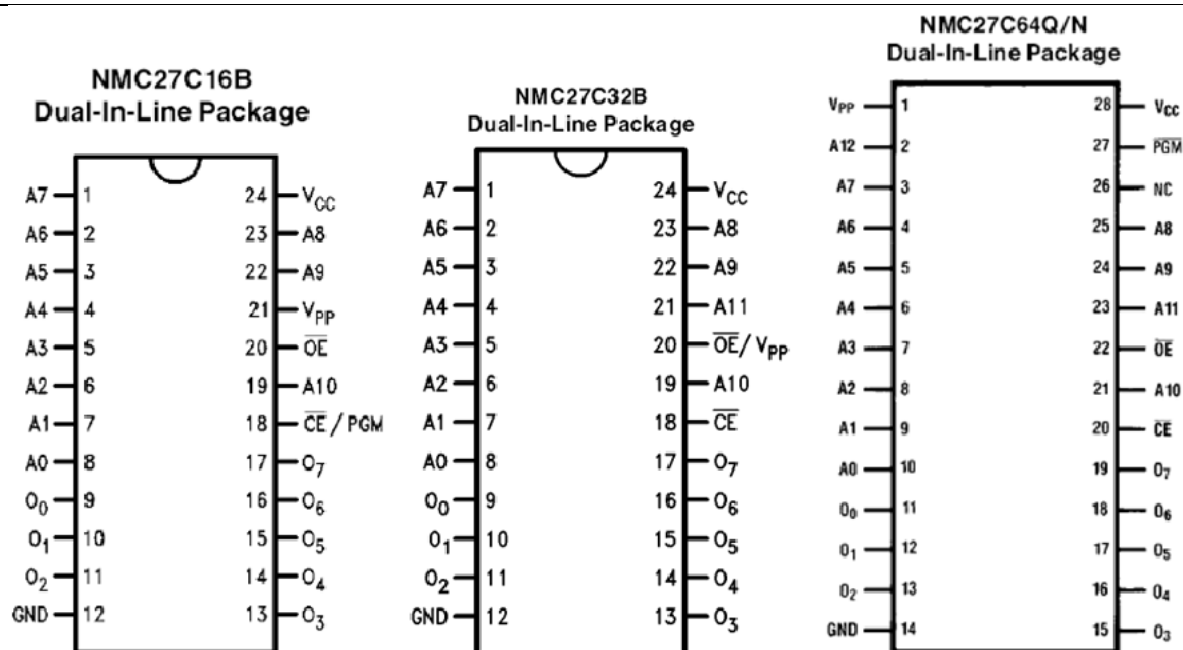 NMC27C16B
Dual-In-Line Package
A7 1 24 VCC
A6 2 23 A8
A5 3 22 A9
A4 4 21 VPP
A3 5 20 OE
A2 6 19 A10
A1 7 18 CE / PGM
A0 8 17 O7
O0 9 16 O6
O1 10 15 O5
O2 11 14 O4
GND 12 13 O3
NMC27C32B
Dual-In-Line Package
A7 1 24 VCC
A6 2 23 A8
A5 3 22 A9
A4 4 21 A11
A3 5 20 OE / VPP
A2 6 19 A10
A1 7 18 CE
A0 8 17 O7
O0 9 16 O6
O1 10 15 O5
O2 11 14 O4
GND 12 13 O3
NMC27C64Q/N
Dual-In-Line Package
VPP 1 28 VCC
A12 2 27 PGM
A7 3 26 NC
A6 4 25 A8
A5 5 24 A9
A4 6 23 A11
A3 7 22 OE
A2 8 21 A10
A1 9 20 CE
A0 10 19 O7
O0 11 18 O6
O1 12 17 O5
O2 13 16 O4
GND 14 15 O3